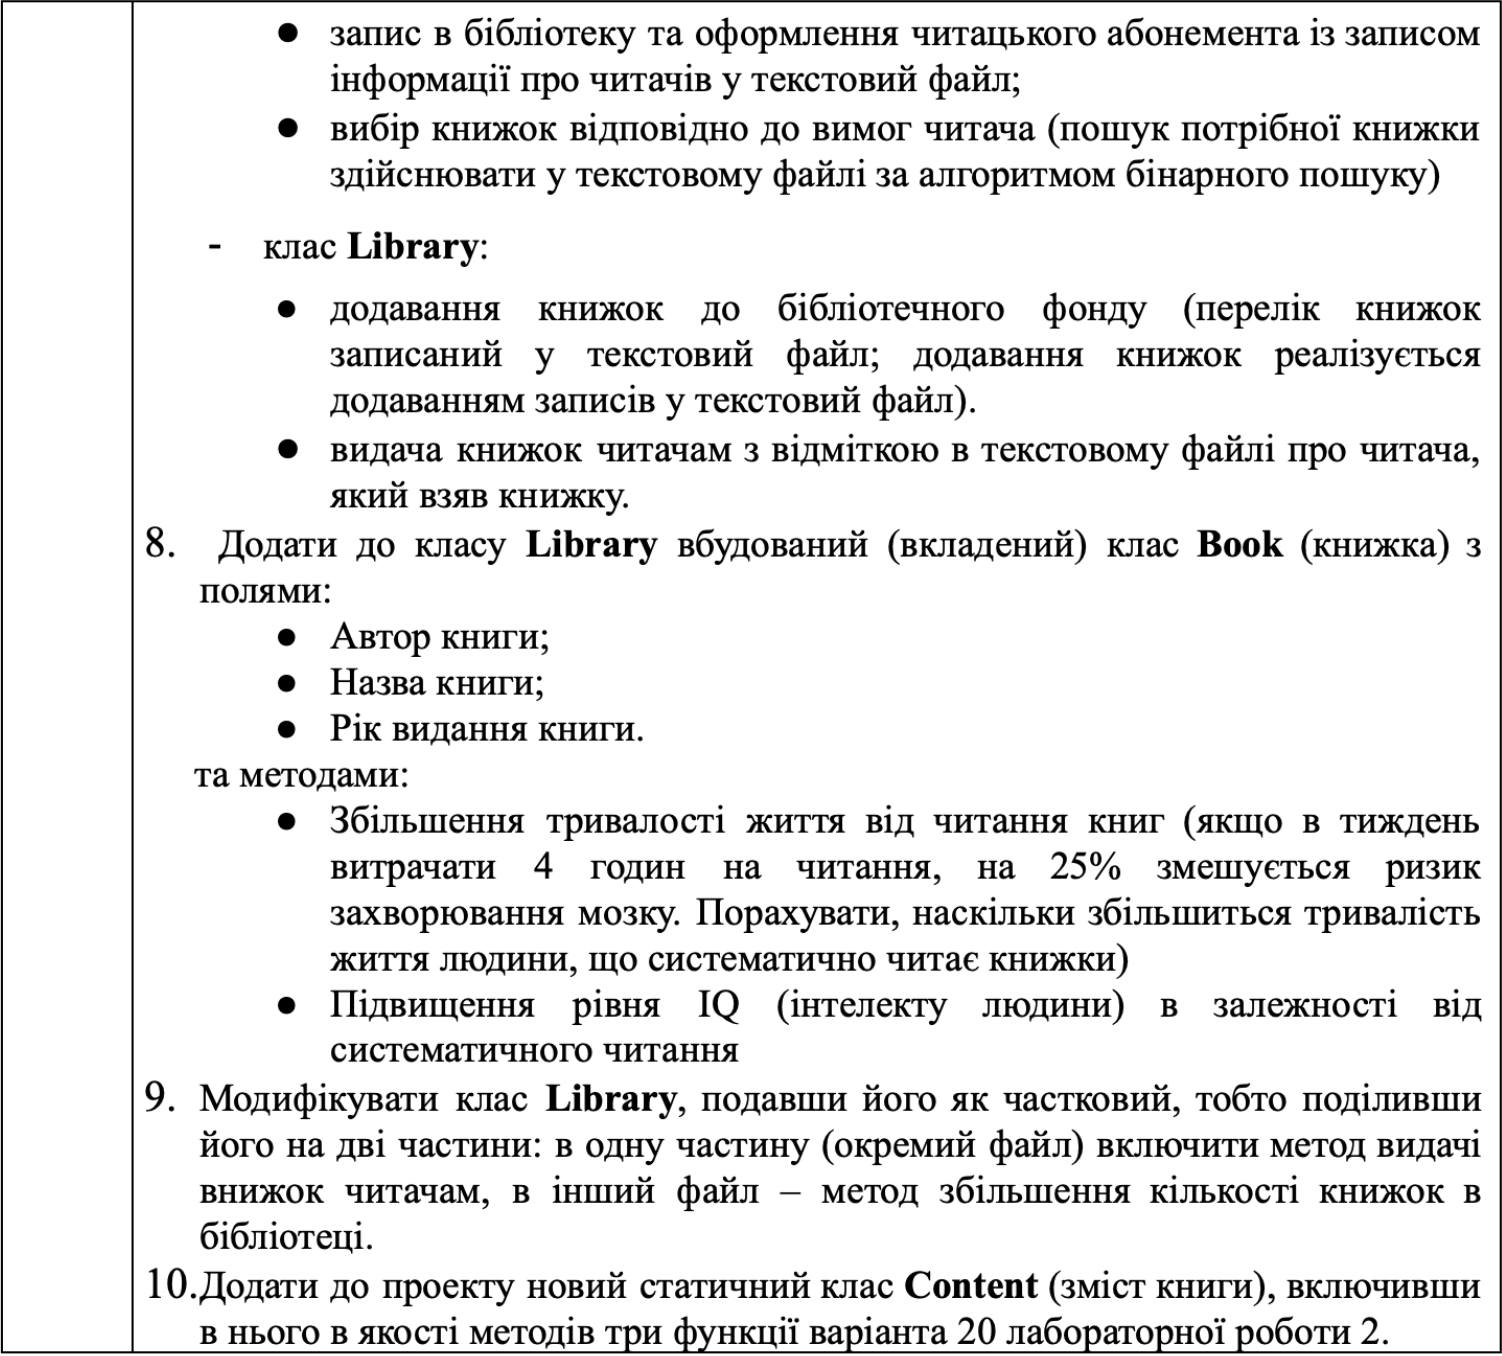 ● запис в бібліотеку та оформлення читацького абонемента із записом
інформації про читачів у текстовий файл;
● вибір книжок відповідно до вимог читача (пошук потрібної книжки
здійснювати у текстовому файлі за алгоритмом бінарного пошуку)
- клас Library:
● додавання книжок до бібліотечного фонду (перелік книжок
записаний у текстовий файл; додавання книжок реалізується
додаванням записів у текстовий файл).
● видача книжок читачам з відміткою в текстовому файлі про читача,
який взяв книжку.
8. Додати до класу Library вбудований (вкладений) клас Book (книжка) з
полями:
● Автор книги;
● Назва книги;
● Рік видання книги.
та методами:
● Збільшення тривалості життя від читання книг (якщо в тиждень
витрачати 4 годин на читання, на 25% змешується ризик
захворювання мозку. Порахувати, наскільки збільшиться тривалість
життя людини, що систематично читає книжки)
● Підвищення рівня IQ (інтелекту людини) в залежності від
систематичного читання
9. Модифікувати клас Library, подавши його як частковий, тобто поділивши
його на дві частини: в одну частину (окремий файл) включити метод видачі
внижок читачам, в інший файл – метод збільшення кількості книжок в
бібліотеці.
10.Додати до проекту новий статичний клас Content (зміст книги), включивши
в нього в якості методів три функції варіанта 20 лабораторної роботи 2.